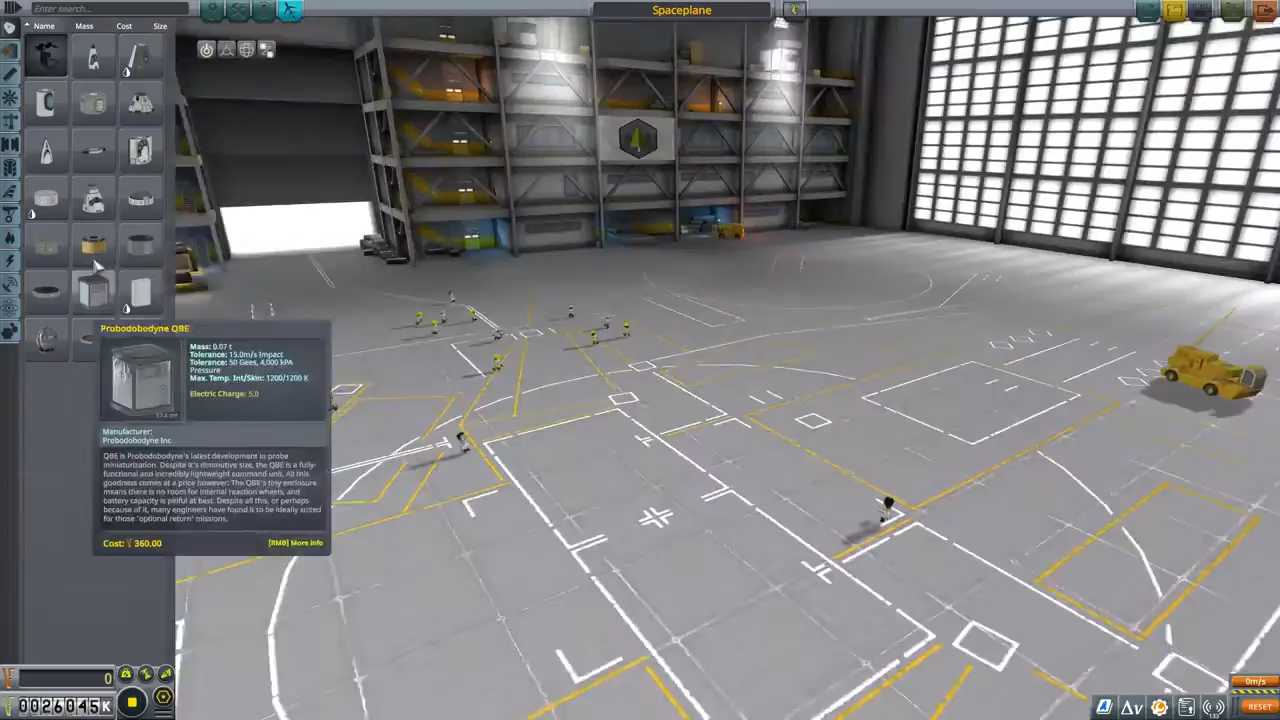 Enter search...
Spaceplane
Name Mass Cost Size
Probodobodyne QBE
Mass: 0.07 t
Tolerance: 15.0m/s Impact
Tolerance: 50 Gees, 4,000 kPa
Pressure
Max. Temp. Int/Skin: 1200/1200 K
Electric Charge: 5.0
Manufacturer:
Probodobodyne Inc
QBE is Probodobodyne's latest development in probe
miniaturization. Despite it's diminutive size, the QBE is a fully-
functional and incredibly lightweight command unit. All this
goodness comes at a price however: The QBE's tiny enclosure
means there is no room for internal reaction wheels, and
battery capacity is pitiful at best. Despite all this, or perhaps
because of it, many engineers have found is to be ideally suited
for those 'optional return' missions.
Cost: 360.00 [RMB] More Info
0
0026045K
0m/s
Δv
RESET